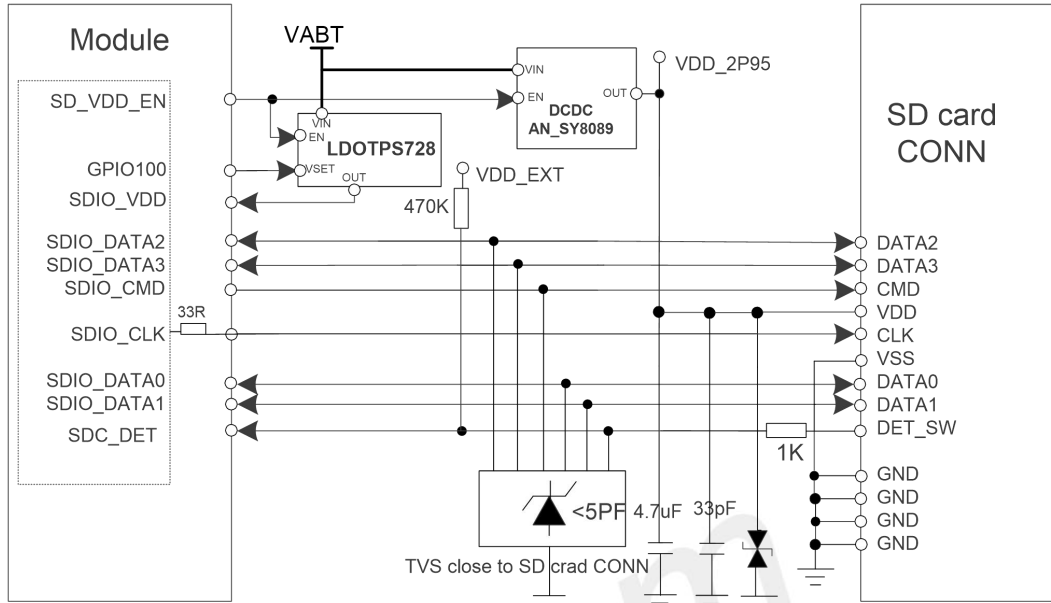 Module
SD_VDD_EN
GPIO100
SDIO_VDD
SDIO_DATA2
SDIO_DATA3
SDIO_CMD
33R
SDIO_CLK
SDIO_DATA0
SDIO_DATA1
SDC_DET
VABT
VIN
EN
LDOTPS728
VSET
OUT
VIN
EN
OUT
DCDC
AN_SY8089
VDD_2P95
VDD_EXT
470K
<5PF
4.7uF
33pF
TVS close to SD crad CONN
1K
SD card
CONN
DATA2
DATA3
CMD
VDD
CLK
VSS
DATA0
DATA1
DET_SW
GND
GND
GND
GND